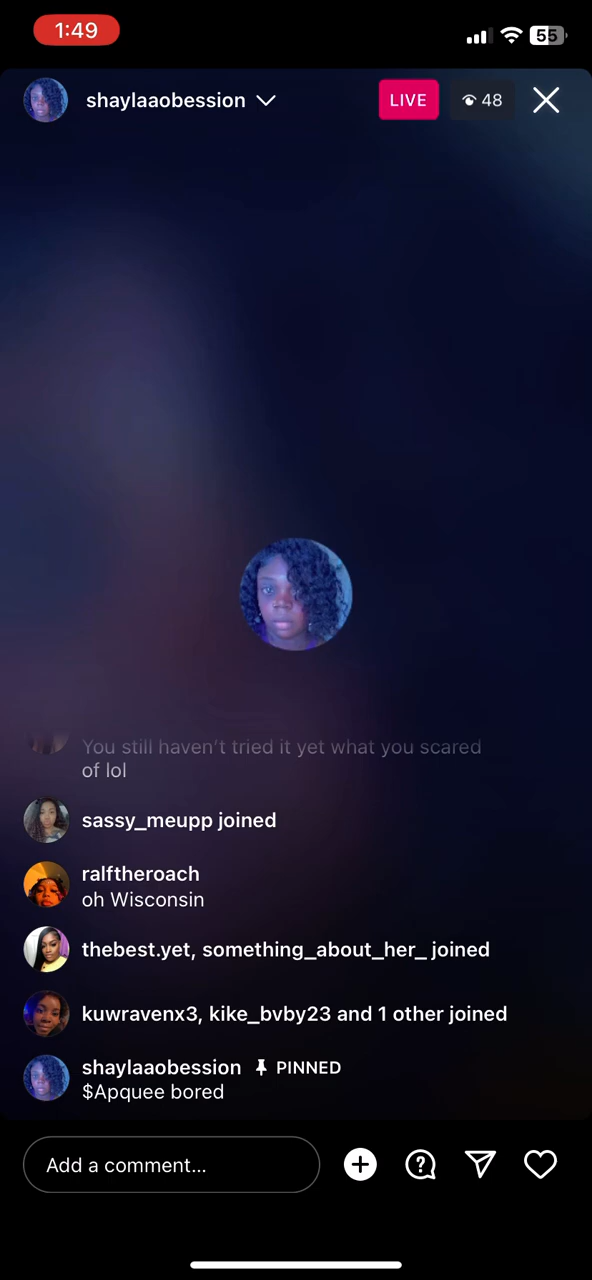 1:49
55
shaylaaobession
LIVE
48
You still haven't tried it yet what you scared
of lol
sassy_meupp joined
ralftheroach
oh Wisconsin
thebest.yet, something_about_her_ joined
kuwravenx3, kike_bvby23 and 1 other joined
shaylaaobession PINNED
$Apquee bored
Add a comment...